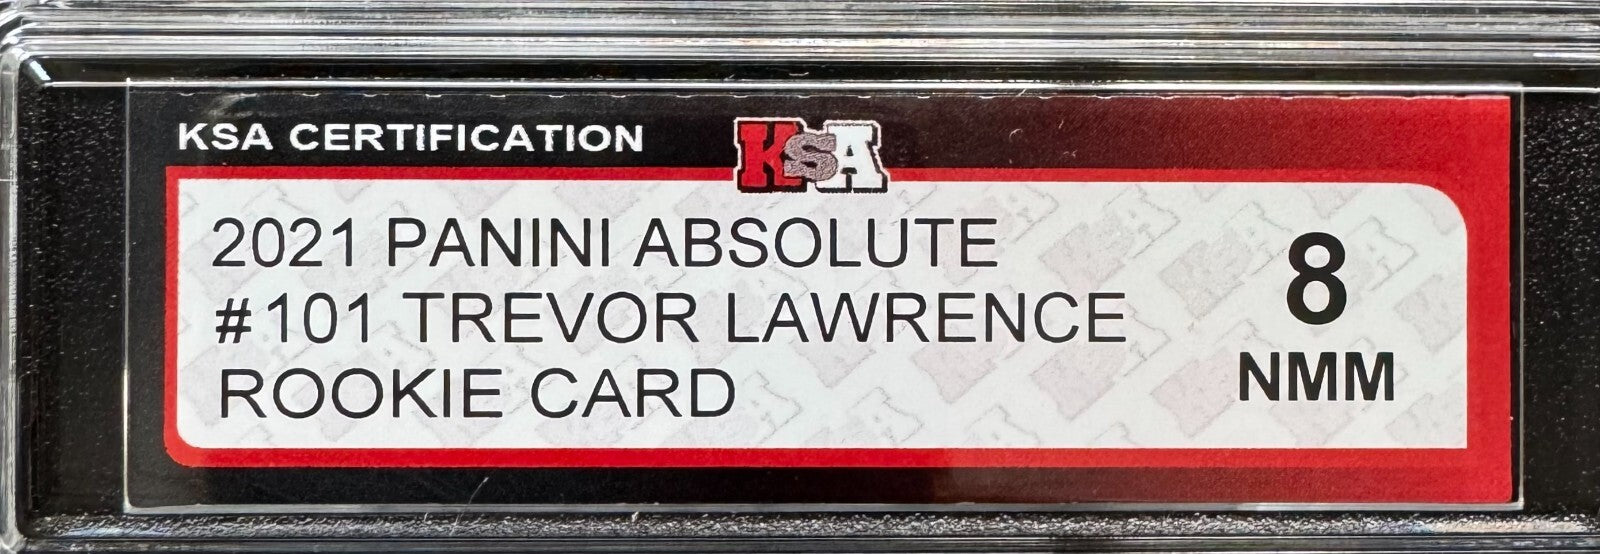 KSA CERTIFICATION
KSA
2021 PANINI ABSOLUTE
#101 TREVOR LAWRENCE
ROOKIE CARD
8
NMM